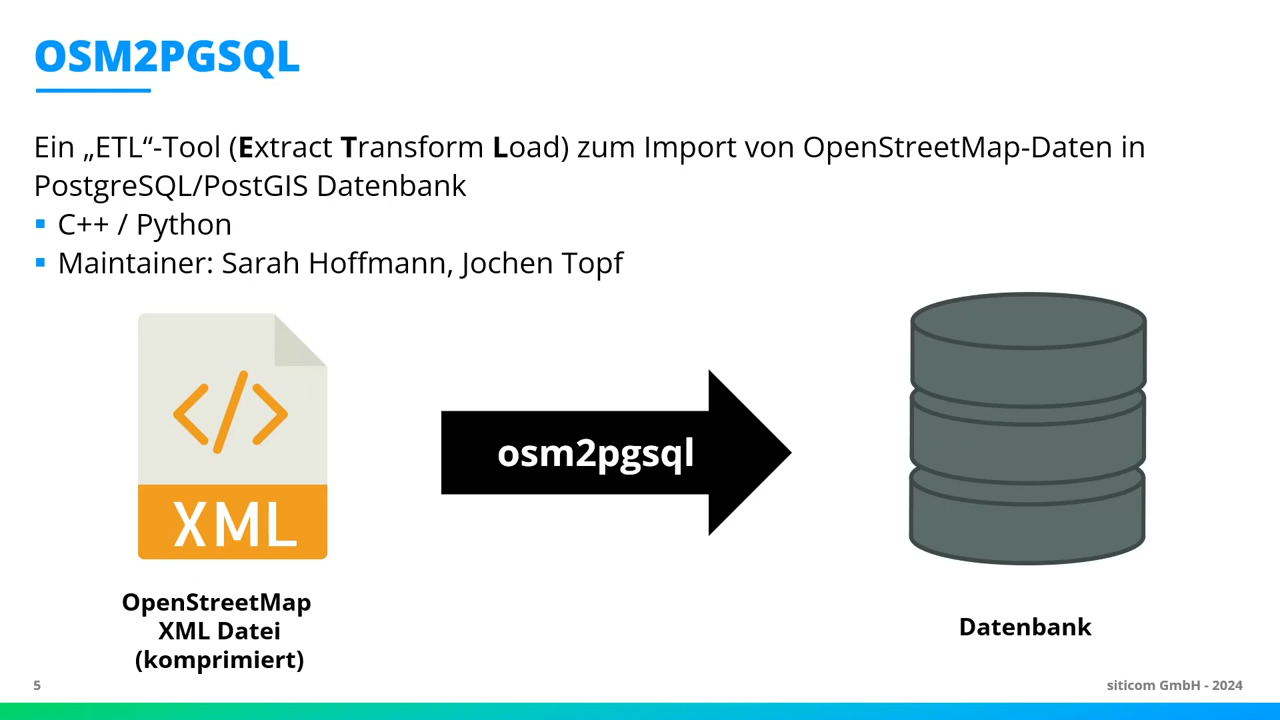 OSM2PGSQL
Ein „ETL“-Tool (Extract Transform Load) zum Import von OpenStreetMap-Daten in
PostgreSQL/PostGIS Datenbank
C++ / Python
Maintainer: Sarah Hoffmann, Jochen Topf
</>
XML
osm2pgsql
OpenStreetMap
XML Datei
(komprimiert)
Datenbank
5
siticom GmbH - 2024